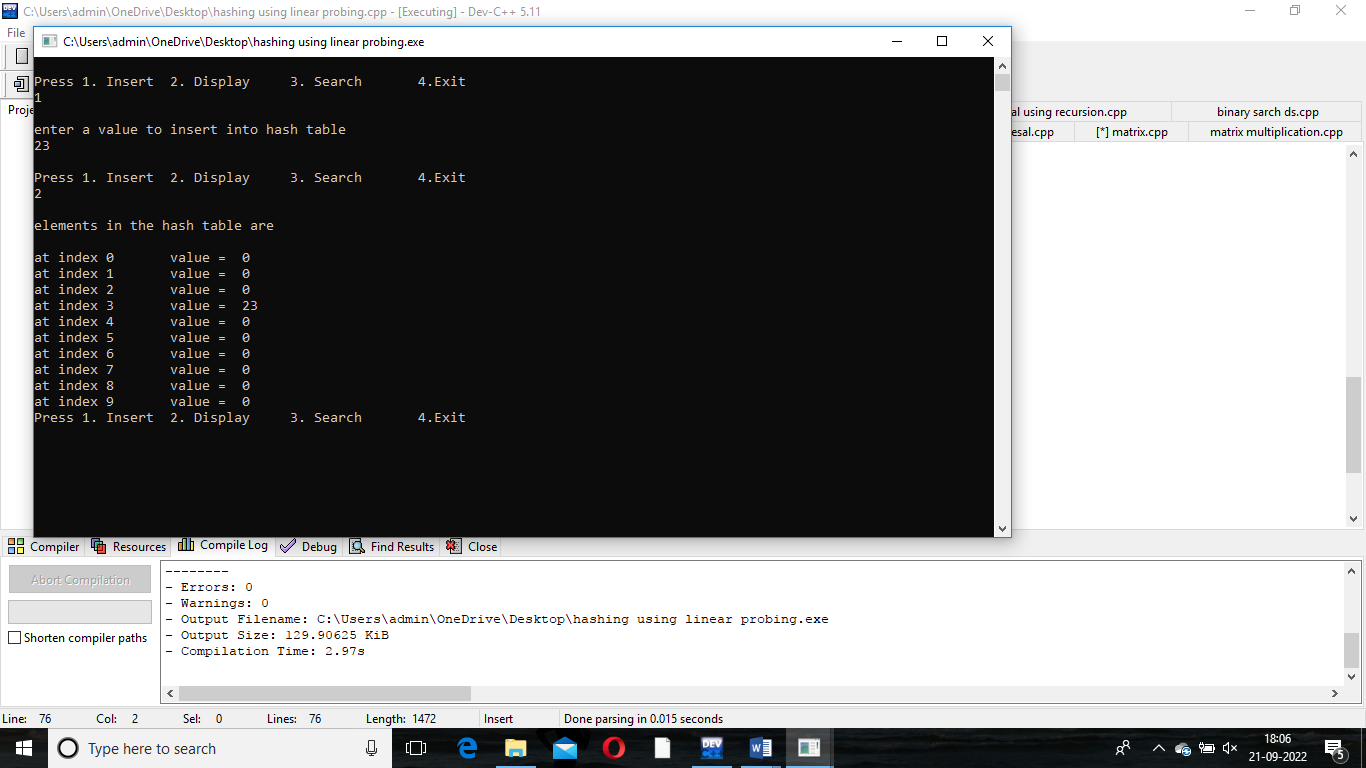 C:\Users\admin\OneDrive\Desktop\hashing using linear probing.cpp - [Executing] - Dev-C++ 5.11
File
C:\Users\admin\OneDrive\Desktop\hashing using linear probing.exe
Press 1. Insert 2. Display 3. Search 4.Exit
1
enter a value to insert into hash table
23
Press 1. Insert 2. Display 3. Search 4.Exit
2
elements in the hash table are
at index 0 value = 0
at index 1 value = 0
at index 2 value = 0
at index 3 value = 23
at index 4 value = 0
at index 5 value = 0
at index 6 value = 0
at index 7 value = 0
at index 8 value = 0
at index 9 value = 0
Press 1. Insert 2. Display 3. Search 4.Exit
Proje
al using recursion.cpp binary sarch ds.cpp
esal.cpp [*] matrix.cpp matrix multiplication.cpp
Compiler Resources Compile Log Debug Find Results Close
Abort Compilation
Shorten compiler paths
--------
- Errors: 0
- Warnings: 0
- Output Filename: C:\Users\admin\OneDrive\Desktop\hashing using linear probing.exe
- Output Size: 129.90625 KiB
- Compilation Time: 2.97s
Line: 76 Col: 2 Sel: 0 Lines: 76 Length: 1472 Insert Done parsing in 0.015 seconds
Type here to search
DEV
18:06
21-09-2022
5